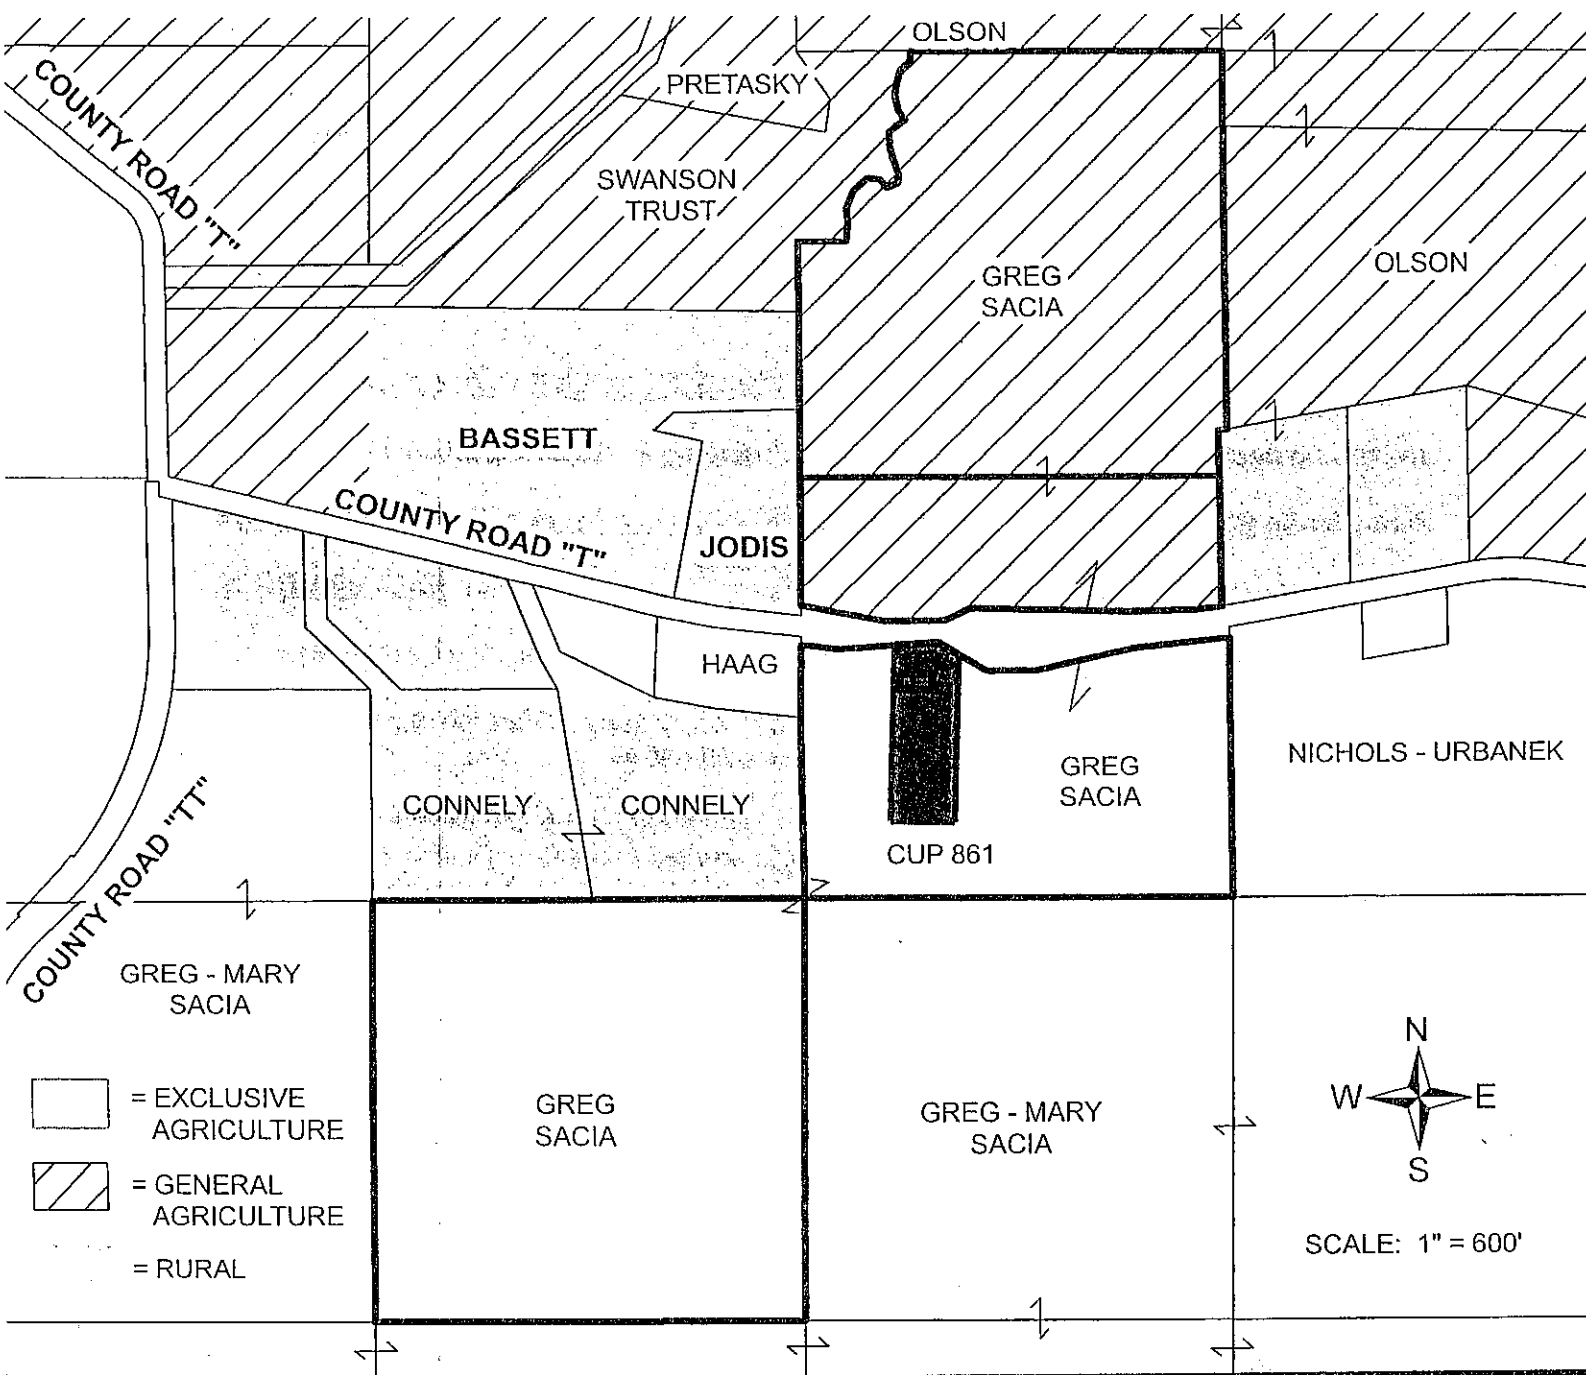 OLSON
COUNTY ROAD "T"
PRETASKY
SWANSON
TRUST
GREG
SACIA
OLSON
BASSETT
COUNTY ROAD "T"
JODIS
HAAG
NICHOLS - URBANEK
GREG
SACIA
CONNELY
CONNELY
CUP 861
COUNTY ROAD "TT"
GREG - MARY
SACIA
GREG
SACIA
GREG - MARY
SACIA
N
W
E
S
= EXCLUSIVE
AGRICULTURE
= GENERAL
AGRICULTURE
= RURAL
SCALE: 1" = 600'